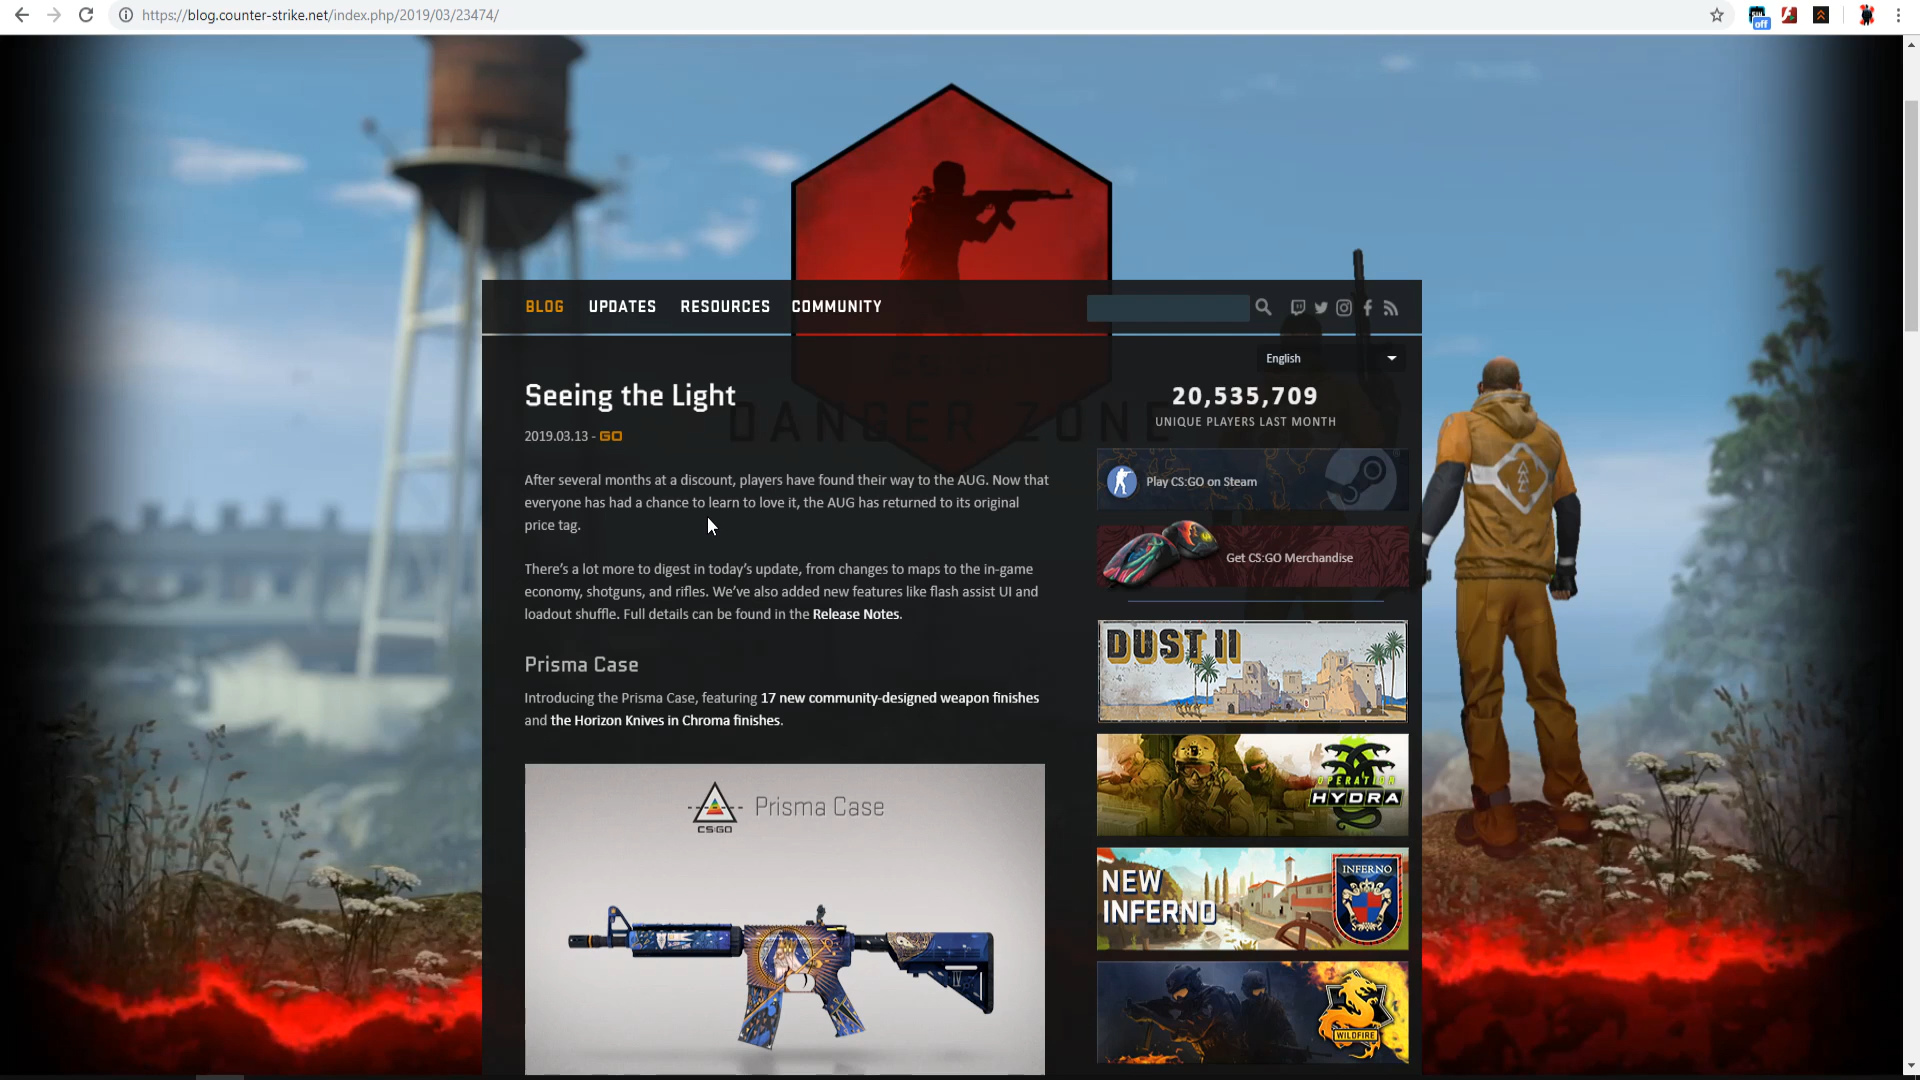 https://blog.counter-strike.net/index.php/2019/03/23474/
off
BLOG UPDATES RESOURCES COMMUNITY
English
DANGER ZONE
Seeing the Light
2019.03.13 - GO
After several months at a discount, players have found their way to the AUG. Now that
everyone has had a chance to learn to love it, the AUG has returned to its original
price tag.
There’s a lot more to digest in today’s update, from changes to maps to the in-game
economy, shotguns, and rifles. We’ve also added new features like flash assist UI and
loadout shuffle. Full details can be found in the Release Notes.
Prisma Case
Introducing the Prisma Case, featuring 17 new community-designed weapon finishes
and the Horizon Knives in Chroma finishes.
Prisma Case
CS:GO
20,535,709
UNIQUE PLAYERS LAST MONTH
Play CS:GO on Steam
Get CS:GO Merchandise
DUST II
OPERATION
HYDRA
NEW
INFERNO
INFERNO
WILDFIRE